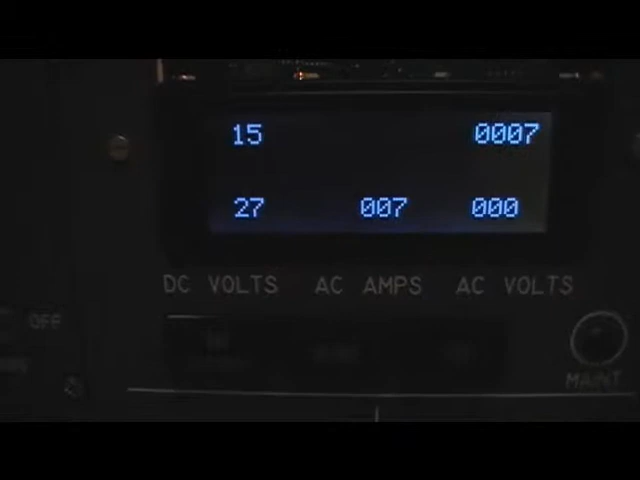 15 0007
27 007 000
DC VOLTS AC AMPS AC VOLTS
OFF
MAINT